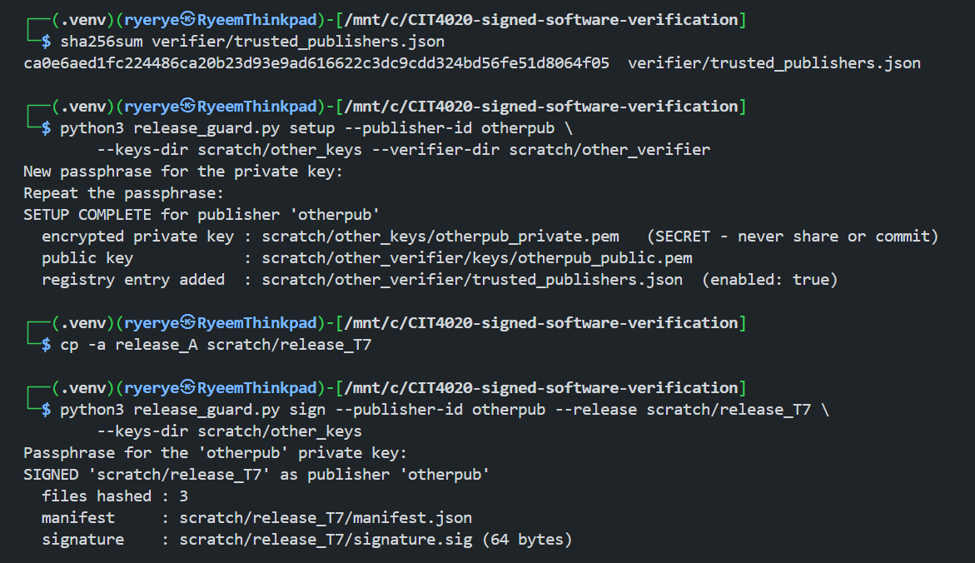 ┌──(.venv)(ryerye㉿RyeemThinkpad)-[/mnt/c/CIT4020-signed-software-verification]
└─$ sha256sum verifier/trusted_publishers.json
ca0e6aed1fc224486ca20b23d93e9ad616622c3dc9cdd324bd56fe51d8064f05  verifier/trusted_publishers.json
┌──(.venv)(ryerye㉿RyeemThinkpad)-[/mnt/c/CIT4020-signed-software-verification]
└─$ python3 release_guard.py setup --publisher-id otherpub \
        --keys-dir scratch/other_keys --verifier-dir scratch/other_verifier
New passphrase for the private key:
Repeat the passphrase:
SETUP COMPLETE for publisher 'otherpub'
  encrypted private key : scratch/other_keys/otherpub_private.pem   (SECRET - never share or commit)
  public key            : scratch/other_verifier/keys/otherpub_public.pem
  registry entry added  : scratch/other_verifier/trusted_publishers.json  (enabled: true)
┌──(.venv)(ryerye㉿RyeemThinkpad)-[/mnt/c/CIT4020-signed-software-verification]
└─$ cp -a release_A scratch/release_T7
┌──(.venv)(ryerye㉿RyeemThinkpad)-[/mnt/c/CIT4020-signed-software-verification]
└─$ python3 release_guard.py sign --publisher-id otherpub --release scratch/release_T7 \
        --keys-dir scratch/other_keys
Passphrase for the 'otherpub' private key:
SIGNED 'scratch/release_T7' as publisher 'otherpub'
  files hashed : 3
  manifest     : scratch/release_T7/manifest.json
  signature    : scratch/release_T7/signature.sig (64 bytes)